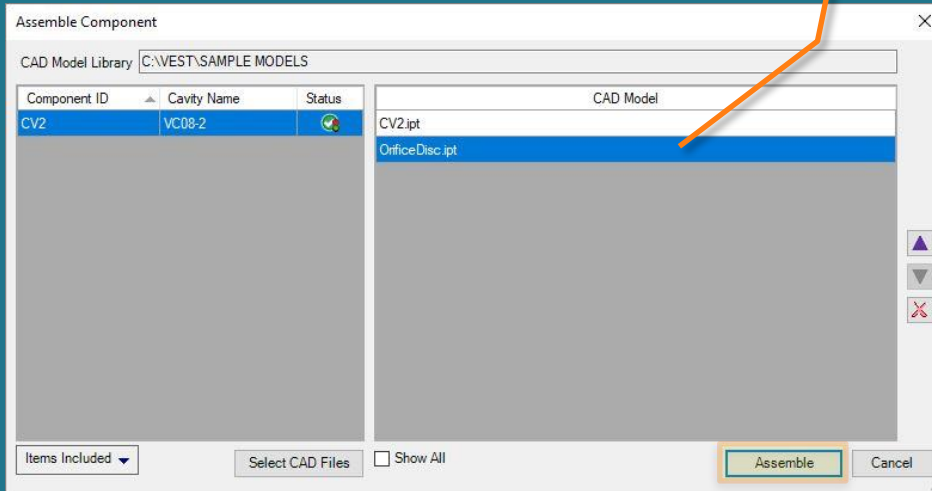 Assemble Component
CAD Model Library C:\VEST\SAMPLE MODELS
Component ID Cavity Name Status CAD Model
CV2 VC08-2 CV2.ipt
OrificeDisc.ipt
Items Included Select CAD Files Show All Assemble Cancel